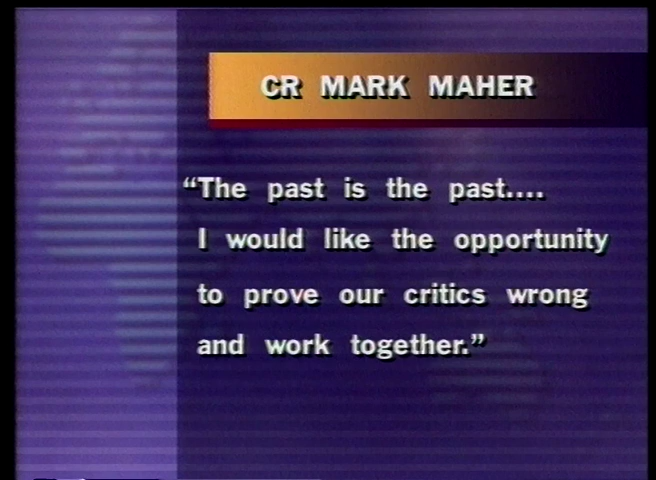 CR MARK MAHER
“The past is the past....
I would like the opportunity
to prove our critics wrong
and work together.”